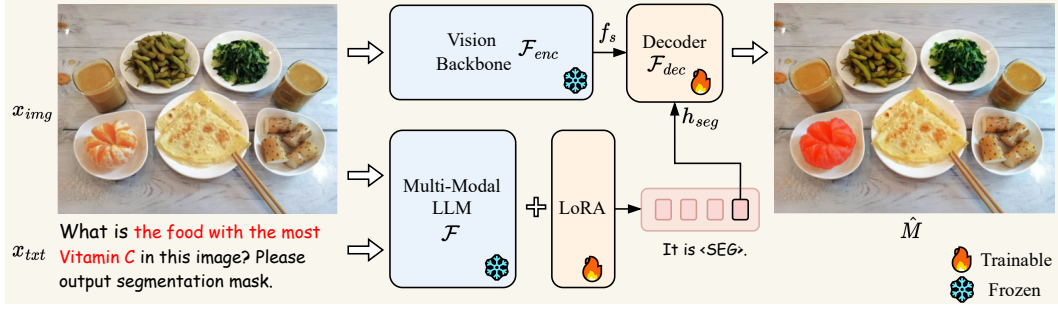 x_img
x_txt
What is the food with the most
Vitamin C in this image? Please
output segmentation mask.
Vision
Backbone
F_enc
f_s
Decoder
F_dec
h_seg
Multi-Modal
LLM
F
+
LoRA
It is <SEG>.
M̂
Trainable
Frozen